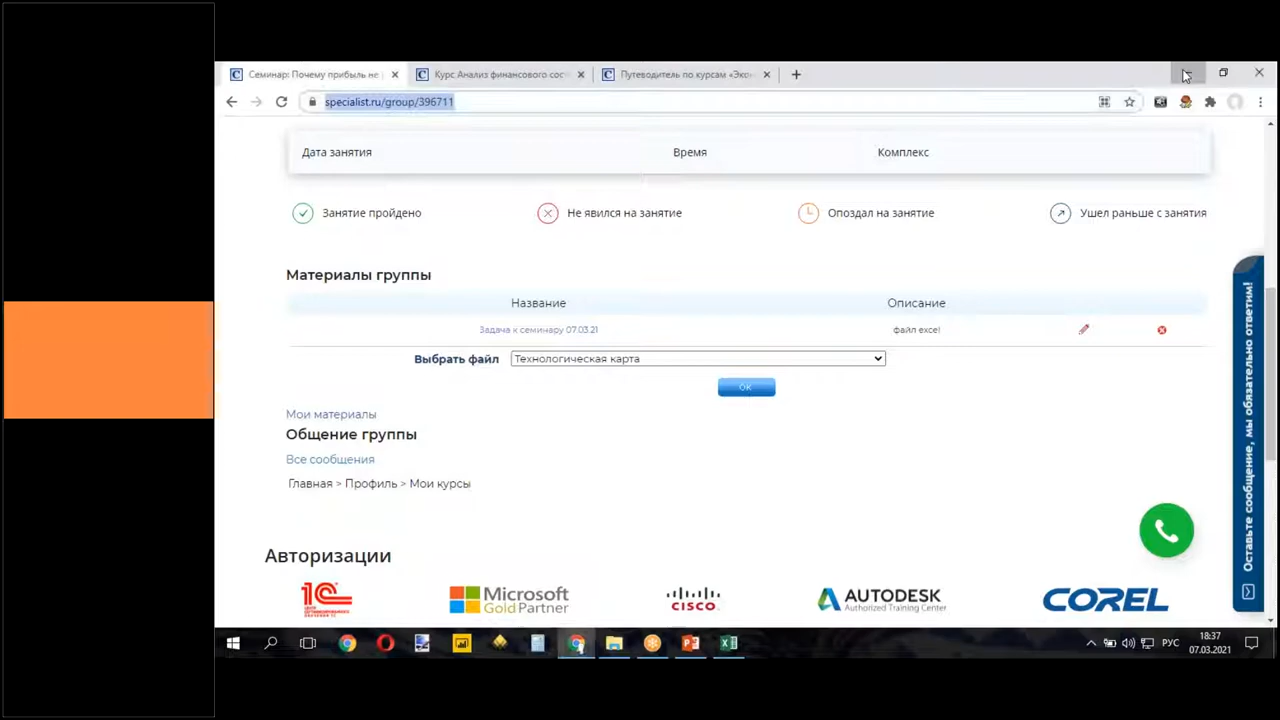 Семинар: Почему прибыль не
Курс Анализ финансового сост
Путеводитель по курсам «Эко
specialist.ru/group/396711
Дата занятия Время Комплекс
Занятие пройдено Не явился на занятие Опоздал на занятие Ушел раньше с занятия
Материалы группы
Название Описание
Задача к семинару 07.03.21 файл excel
Выбрать файл Технологическая карта
OK
Мои материалы
Общение группы
Все сообщения
Главная > Профиль > Мои курсы
Оставьте сообщение, мы обязательно ответим!
Авторизации
1C Microsoft Gold Partner CISCO AUTODESK Authorized Training Center COREL
РУС 18:37
07.03.2021